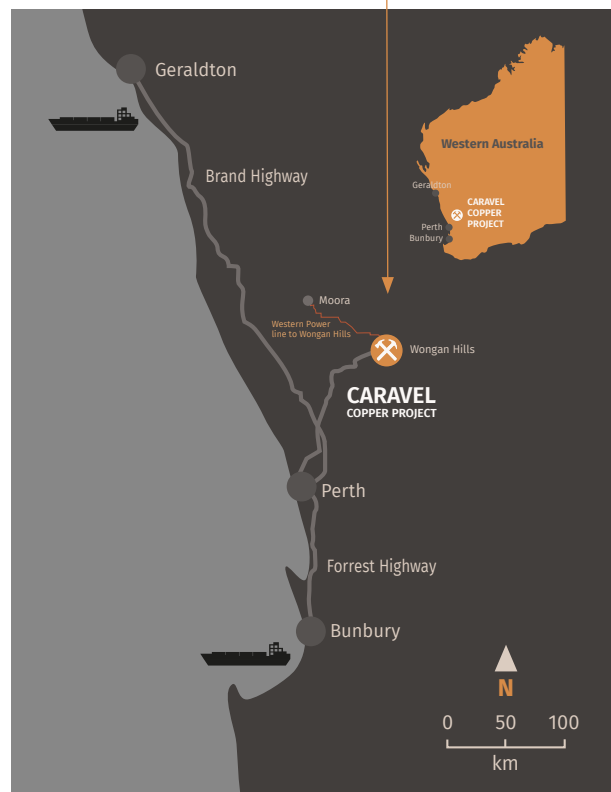 Geraldton
Brand Highway
Western Australia
Geraldton
CARAVEL
COPPER
PROJECT
Perth
Bunbury
Moora
Western Power
line to Wongan Hills
Wongan Hills
CARAVEL
COPPER PROJECT
Perth
Forrest Highway
Bunbury
N
0 50 100
km